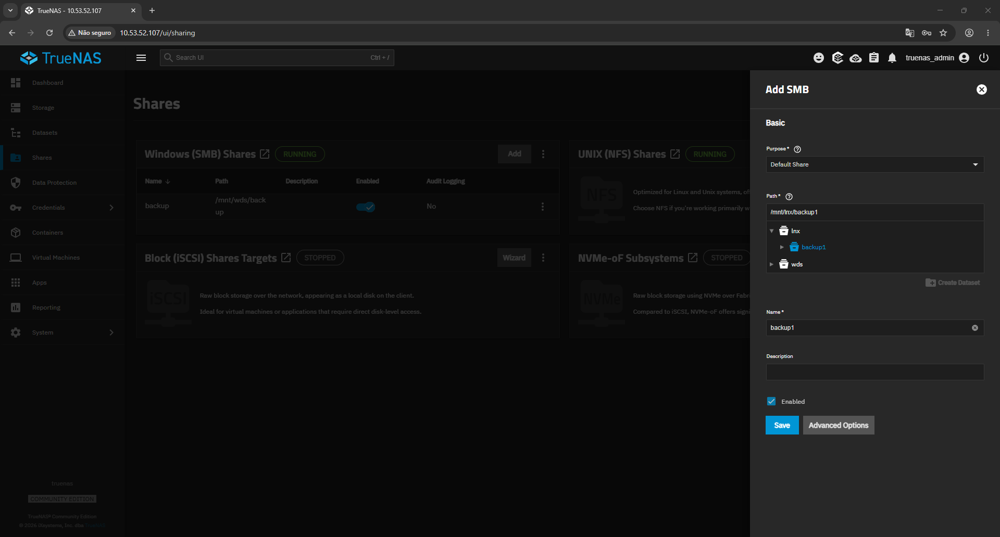 TrueNAS - 10.53.52.107
Não seguro
10.53.52.107/ui/sharing
TrueNAS
Search UI
Ctrl + /
truenas_admin
Dashboard
Storage
Datasets
Shares
Data Protection
Credentials
Containers
Virtual Machines
Apps
Reporting
System
truenas
COMMUNITY EDITION
TrueNAS® Community Edition
© 2026 iXsystems, Inc. dba TrueNAS
Shares
Windows (SMB) Shares
RUNNING
Add
Name
Path
Description
Enabled
Audit Logging
backup
/mnt/wds/back
up
No
UNIX (NFS) Shares
RUNNING
NFS
Optimized for Linux and Unix systems, of
Choose NFS if you're working primarily w
Block (iSCSI) Shares Targets
STOPPED
Wizard
iSCSI
Raw block storage over the network, appearing as a local disk on the client.
Ideal for virtual machines or applications that require direct disk-level access.
NVMe-oF Subsystems
STOPPED
NVMe
Raw block storage using NVMe over Fabri
Compared to iSCSI, NVMe-oF offers signi
Add SMB
Basic
Purpose *
Default Share
Path *
/mnt/lnx/backup1
lnx
backup1
wds
Create Dataset
Name *
backup1
Description
Enabled
Save
Advanced Options